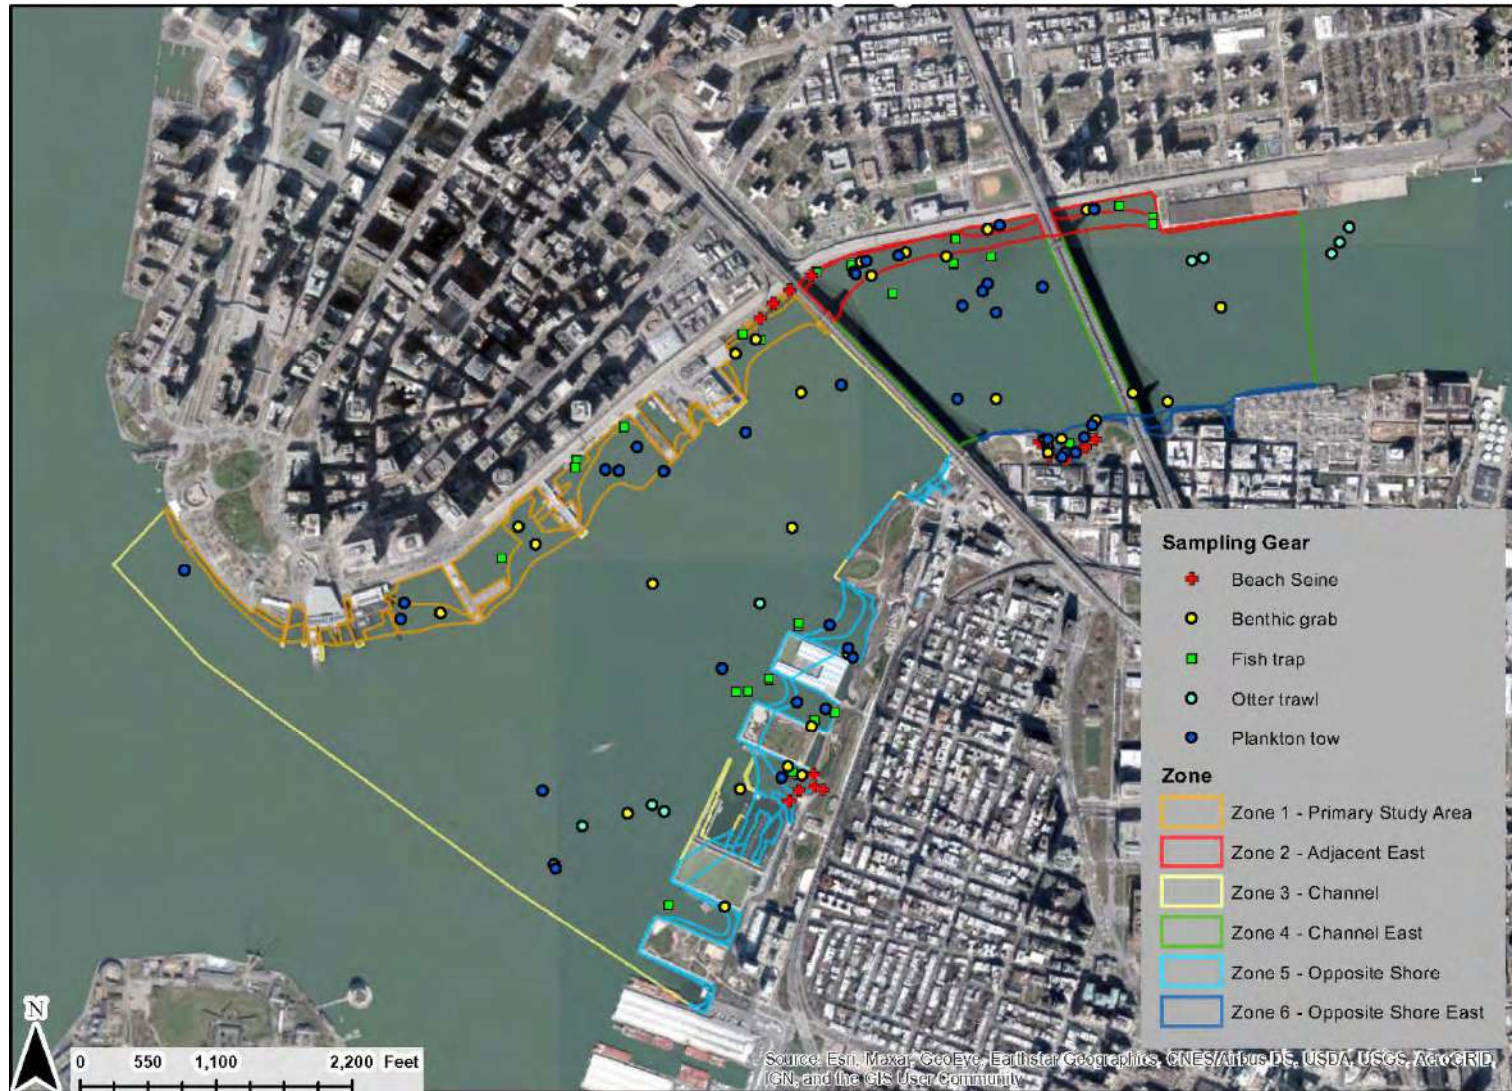 Sampling Gear
Beach Seine
Benthic grab
Fish trap
Otter trawl
Plankton tow
Zone
Zone 1 - Primary Study Area
Zone 2 - Adjacent East
Zone 3 - Channel
Zone 4 - Channel East
Zone 5 - Opposite Shore
Zone 6 - Opposite Shore East
N
0 550 1,100 2,200 Feet
Source: Esri, Maxar, GeoEye, Earthstar Geographics, CNES/Airbus DS, USDA, USGS, AeroGRID,
IGN, and the GIS User Community